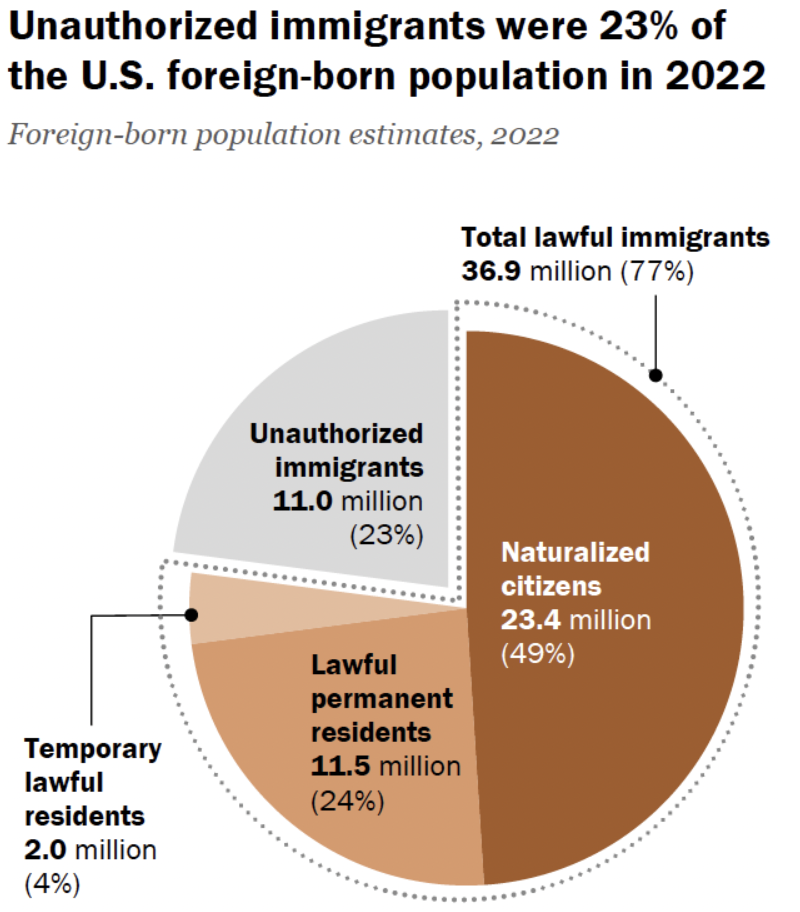 Unauthorized immigrants were 23% of
the U.S. foreign-born population in 2022
Foreign-born population estimates, 2022
Total lawful immigrants
36.9 million (77%)
Unauthorized
immigrants
11.0 million
(23%)
Naturalized
citizens
23.4 million
(49%)
Lawful
permanent
residents
11.5 million
(24%)
Temporary
lawful
residents
2.0 million
(4%)